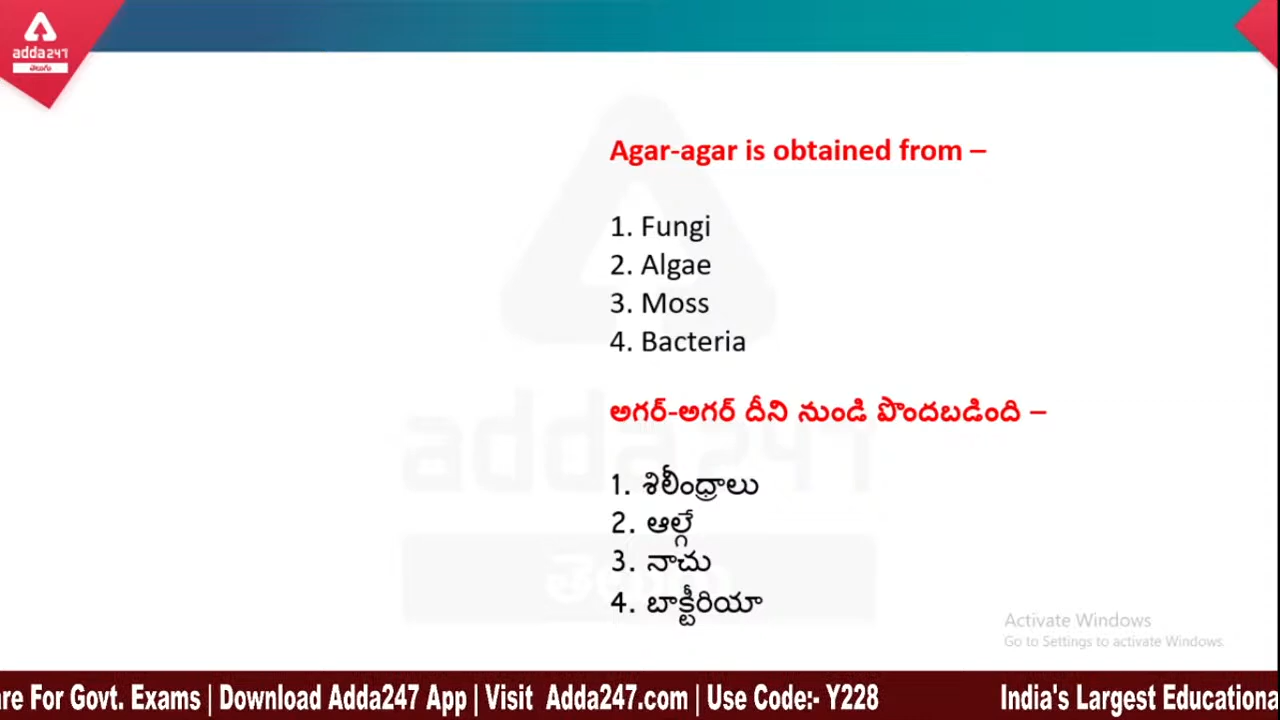 adda247
తెలుగు
Agar-agar is obtained from –
1. Fungi
2. Algae
3. Moss
4. Bacteria
అగర్-అగర్ దీని నుండి పొందబడింది –
1. శిలీంధ్రాలు
2. ఆల్గే
3. నాచు
4. బాక్టీరియా
adda247
తెలుగు
Activate Windows
Go to Settings to activate Windows.
are For Govt. Exams | Download Adda247 App | Visit Adda247.com | Use Code:- Y228 India's Largest Educational